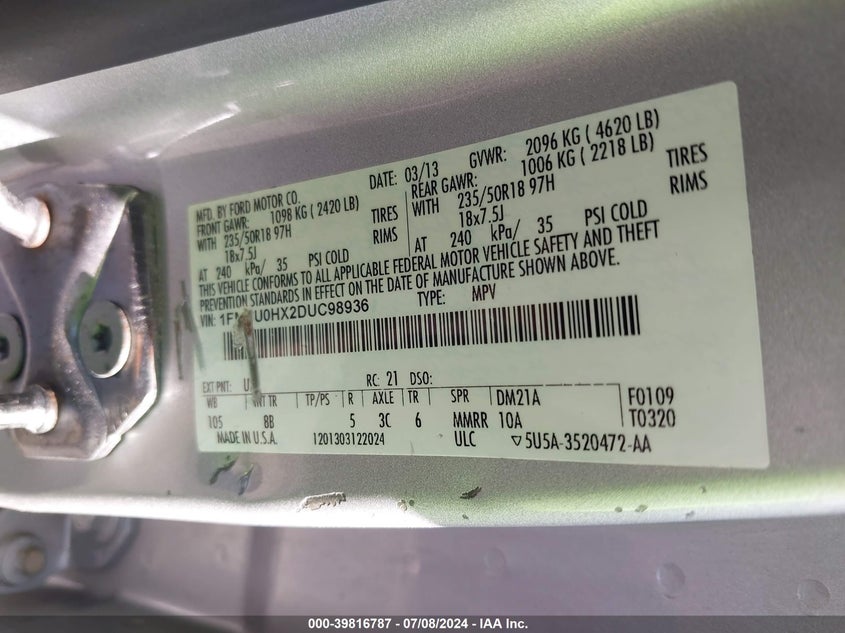 MFD. BY FORD MOTOR CO. DATE: 03/13 GVWR: 2096 KG ( 4620 LB)
FRONT GAWR: 1098 KG ( 2420 LB) REAR GAWR: 1006 KG ( 2218 LB)
WITH 235/50R18 97H TIRES WITH 235/50R18 97H TIRES
18x7.5J RIMS 18x7.5J RIMS
AT 240 kPa/ 35 PSI COLD AT 240 kPa/ 35 PSI COLD
THIS VEHICLE CONFORMS TO ALL APPLICABLE FEDERAL MOTOR VEHICLE SAFETY AND THEFT
PREVENTION STANDARDS IN EFFECT ON THE DATE OF MANUFACTURE SHOWN ABOVE.
VIN: TYPE: MPV
EXT PNT: RC: 21 DSO:
WB TR TP/PS R AXLE TR SPR DM21A F0109
105 8B 5 3C 6 MMRR 10A T0320
MADE IN U.S.A. 1201303122024 ULC ▽5U5A-3520472-AA
000-39816787 - 07/08/2024 - IAA Inc.